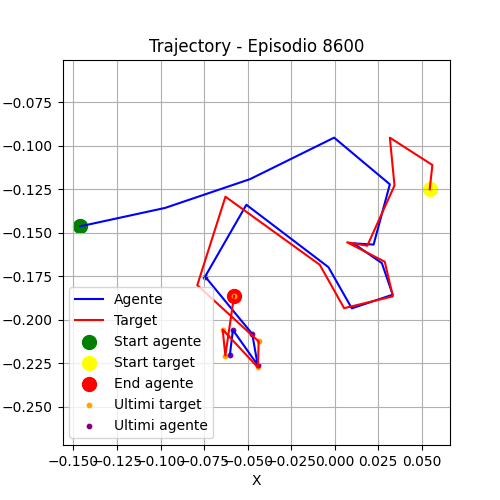 Trajectory - Episodio 8600
−0.075
−0.100
−0.125
−0.150
−0.175
−0.200
−0.225
−0.250
Agente
Target
Start agente
Start target
End agente
Ultimi target
Ultimi agente
−0.150−0.125−0.100−0.075−0.050−0.025 0.000 0.025 0.050
X